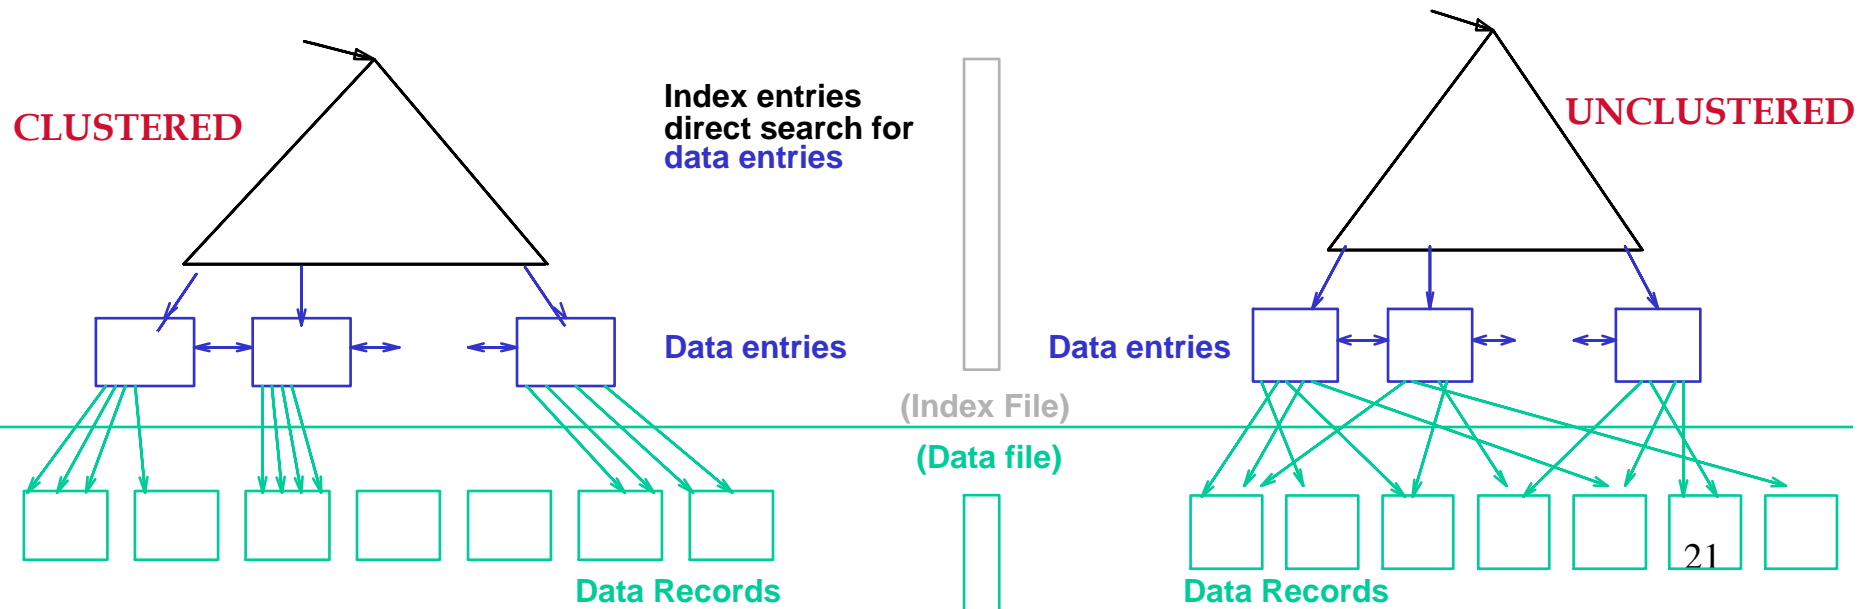 CLUSTERED
Index entries
direct search for
data entries
UNCLUSTERED
Data entries
Data entries
(Index File)
(Data file)
21
Data Records
Data Records